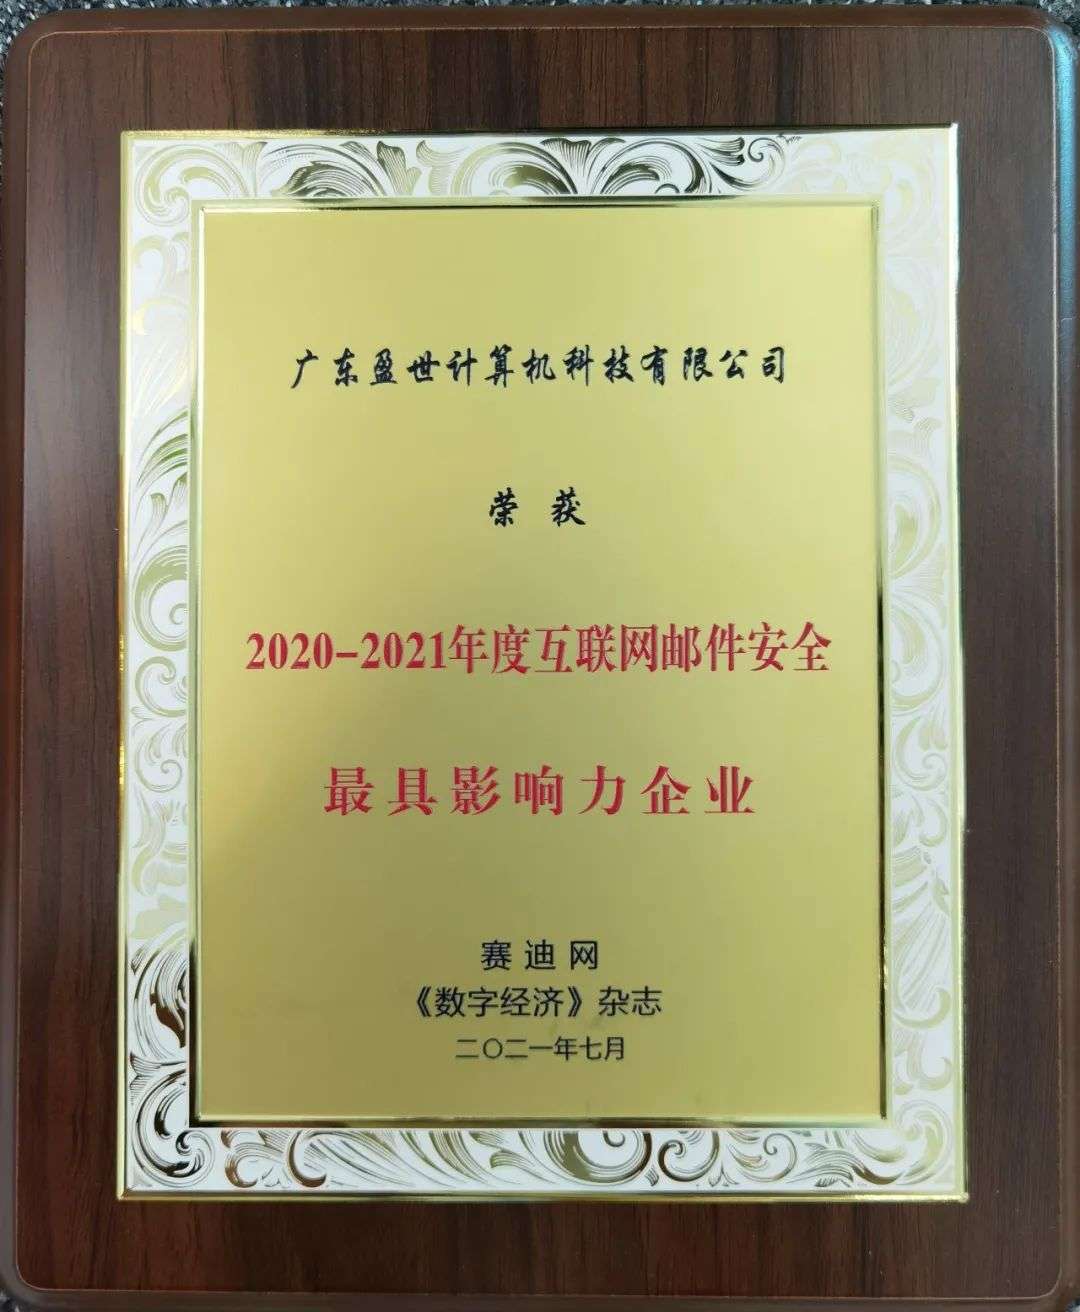 广东盈世计算机科技有限公司
荣获
2020-2021年度互联网邮件安全
最具影响力企业
赛迪网
《数字经济》杂志
二〇二一年七月